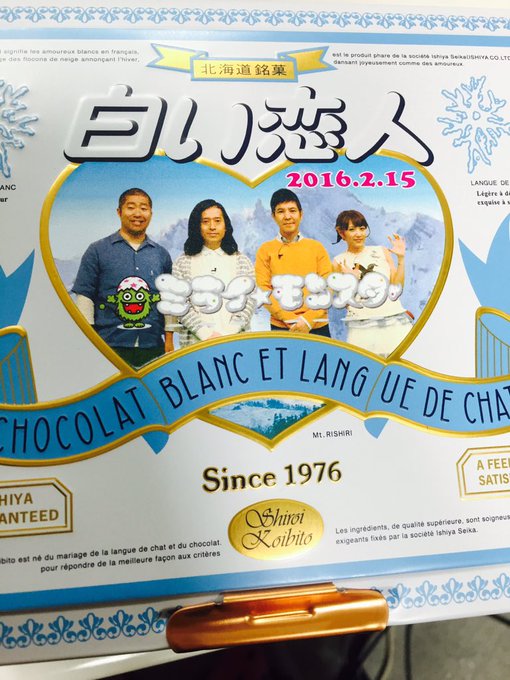 signifie les amoureux blancs en français,
des flocons de neige annonçant l'hiver,
est le produit phare de la société Ishiya Seika(ISHIYA CO.,LTD
dansant joyeusement comme des amoureux.
北海道銘菓
白い恋人
2016.2.15
LANC
LANGUE DE
Légère à
exquise à
ミライ☆モンスター
CHOCOLAT BLANC ET LANGUE DE CHAT
Mt. RISHIRI
Since 1976
SHIYA
RANTEED
A FEE
SATIS
Shiroi
Koibito
oibito est né du mariage de la langue de chat et du chocolat.
pour répondre de la meilleure façon aux critères
Les ingrédients, de qualité supérieure, sont soigneus
exigeants fixés par la société Ishiya Seika.